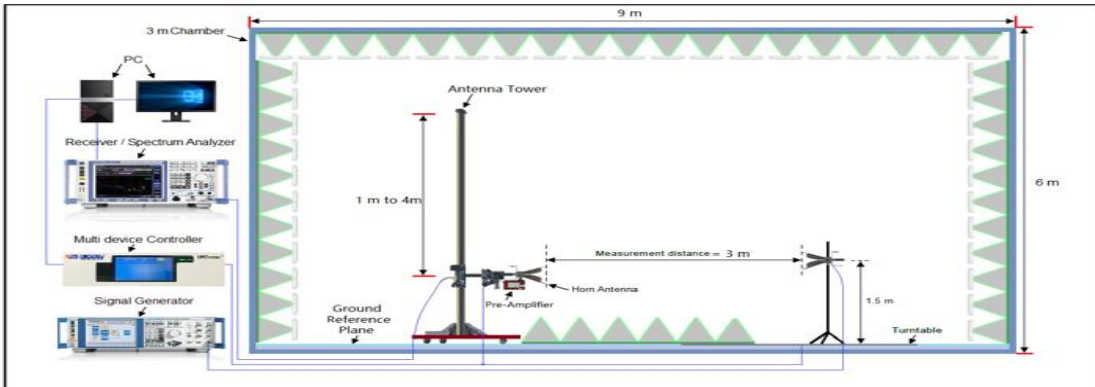 9 m
3 m Chamber
PC
Antenna Tower
Receiver / Spectrum Analyzer
6 m
1 m to 4m
Multi device Controller
Measurement distance = 3 m
Horn Antenna
Pre-Amplifier
Signal Generator
1.5 m
Ground
Reference
Plane
Turntable